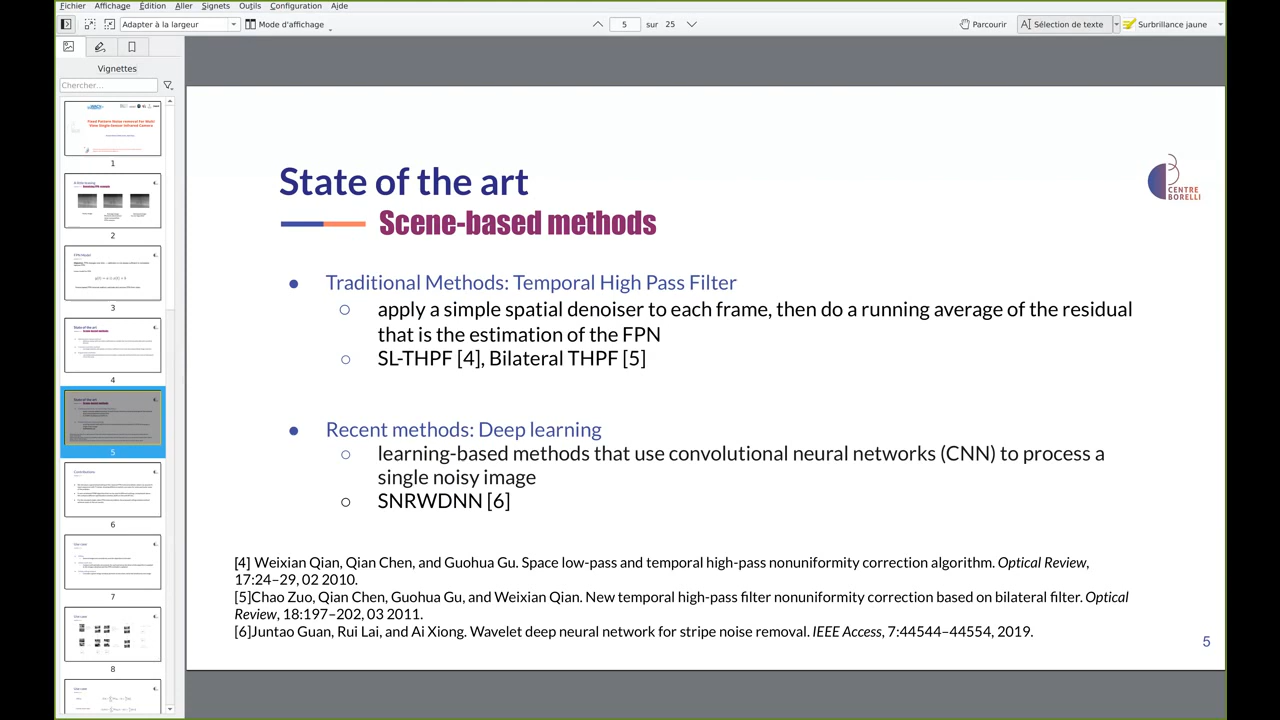 Fichier Affichage Édition Aller Signets Outils Configuration Aide
Adapter à la largeur Mode d'affichage 5 sur 25 Parcourir Sélection de texte Surbrillance jaune
Vignettes
Chercher...
1
2
3
4
5
6
7
8
State of the art
Scene-based methods
CENTRE
BORELLI
● Traditional Methods: Temporal High Pass Filter
○ apply a simple spatial denoiser to each frame, then do a running average of the residual
that is the estimation of the FPN
○ SL-THPF [4], Bilateral THPF [5]
● Recent methods: Deep learning
○ learning-based methods that use convolutional neural networks (CNN) to process a
single noisy image
○ SNRWDNN [6]
[4] Weixian Qian, Qian Chen, and Guohua Gu. Space low-pass and temporal high-pass nonuniformity correction algorithm. Optical Review,
17:24–29, 02 2010.
[5]Chao Zuo, Qian Chen, Guohua Gu, and Weixian Qian. New temporal high-pass filter nonuniformity correction based on bilateral filter. Optical
Review, 18:197–202, 03 2011.
[6]Juntao Guan, Rui Lai, and Ai Xiong. Wavelet deep neural network for stripe noise removal. IEEE Access, 7:44544–44554, 2019.
5